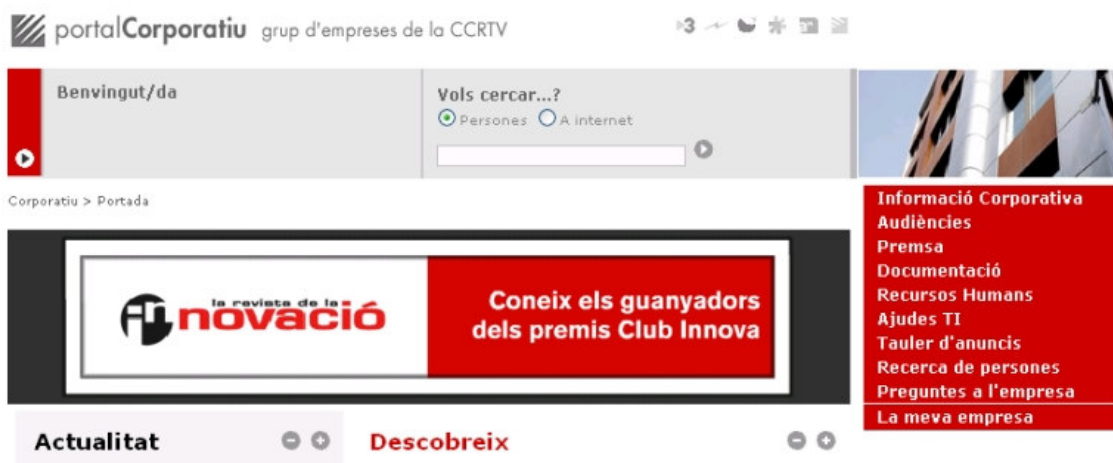 portalCorporatiu grup d'empreses de la CCRTV
3
Benvingut/da
Vols cercar...?
Persones A internet
Corporatiu > Portada
la revista de la
novació
Coneix els guanyadors
dels premis Club Innova
Informació Corporativa
Audiències
Premsa
Documentació
Recursos Humans
Ajudes TI
Tauler d'anuncis
Recerca de persones
Preguntes a l'empresa
La meva empresa
Actualitat
Descobreix